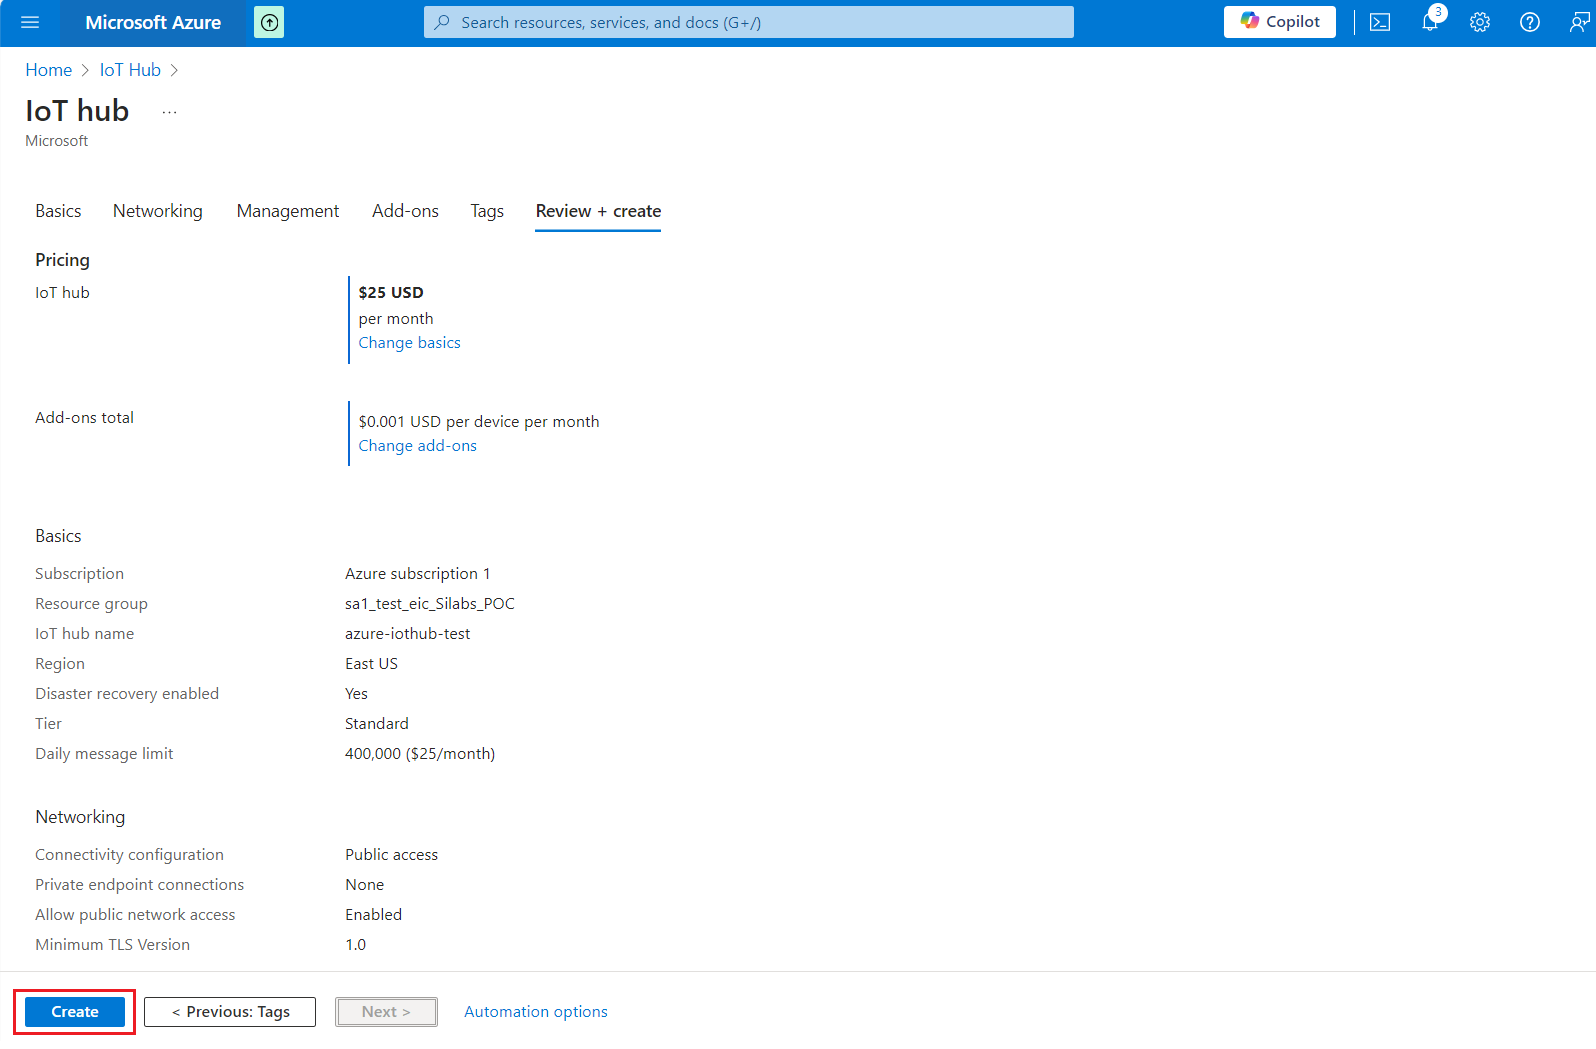 Microsoft Azure
Search resources, services, and docs (G+/)
Copilot
3
Home > IoT Hub >
IoT hub ...
Microsoft
Basics Networking Management Add-ons Tags Review + create
Pricing
IoT hub $25 USD
per month
Change basics
Add-ons total $0.001 USD per device per month
Change add-ons
Basics
Subscription Azure subscription 1
Resource group sa1_test_eic_Silabs_POC
IoT hub name azure-iothub-test
Region East US
Disaster recovery enabled Yes
Tier Standard
Daily message limit 400,000 ($25/month)
Networking
Connectivity configuration Public access
Private endpoint connections None
Allow public network access Enabled
Minimum TLS Version 1.0
Create < Previous: Tags Next > Automation options